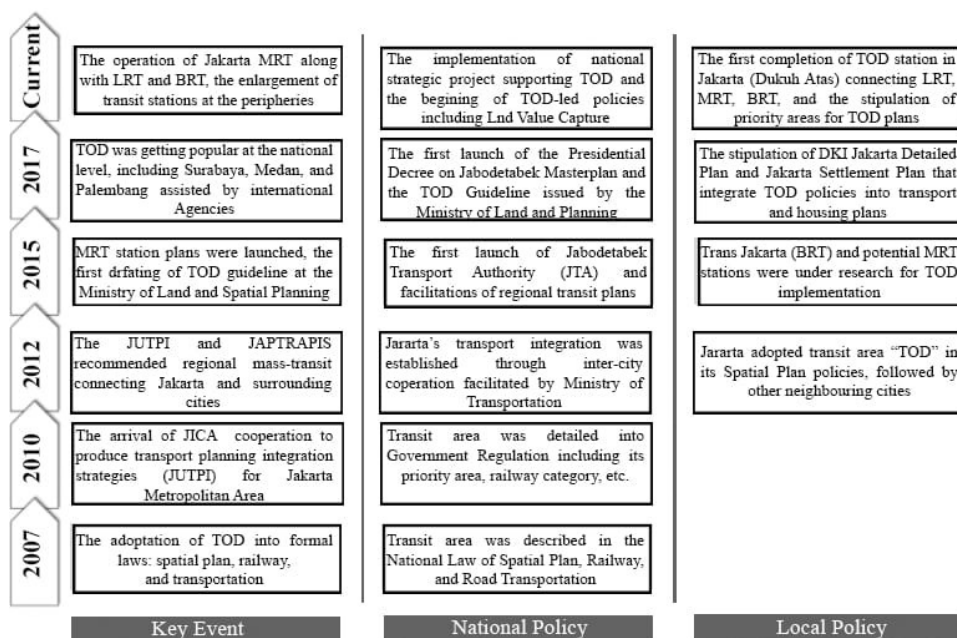 Current
The operation of Jakarta MRT along
with LRT and BRT, the enlargement of
transit stations at the peripheries
The implementation of national
strategic project supporting TOD and
the begining of TOD-led policies
including Lnd Value Capture
The first completion of TOD station in
Jakarta (Dukuh Atas) connecting LRT,
MRT, BRT, and the stipulation of
priority areas for TOD plans
2017
TOD was getting popular at the national
level, including Surabaya, Medan, and
Palembang assisted by international
Agencies
The first launch of the Presidential
Decree on Jabodetabek Masterplan and
the TOD Guideline issued by the
Ministry of Land and Planning
The stipulation of DKI Jakarta Detailed
Plan and Jakarta Settlement Plan that
integrate TOD policies into transport
and housing plans
2015
MRT station plans were launched, the
first drfating of TOD guideline at the
Ministry of Land and Spatial Planning
The first launch of Jabodetabek
Transport Authority (JTA) and
facilitations of regional transit plans
Trans Jakarta (BRT) and potential MRT
stations were under research for TOD
implementation
2012
The JUTPI and JAPTRAPIS
recommended regional mass-transit
connecting Jakarta and surrounding
cities
Jararta's transport integration was
established through inter-city
coperation facilitated by Ministry of
Transportation
Jararta adopted transit area “TOD” in
its Spatial Plan policies, followed by
other neighbouring cities
2010
The arrival of JICA cooperation to
produce transport planning integration
strategies (JUTPI) for Jakarta
Metropolitan Area
Transit area was detailed into
Government Regulation including its
priority area, railway category, etc.
2007
The adoptation of TOD into formal
laws: spatial plan, railway,
and transportation
Transit area was described in the
National Law of Spatial Plan, Railway,
and Road Transportation
Key Event
National Policy
Local Policy